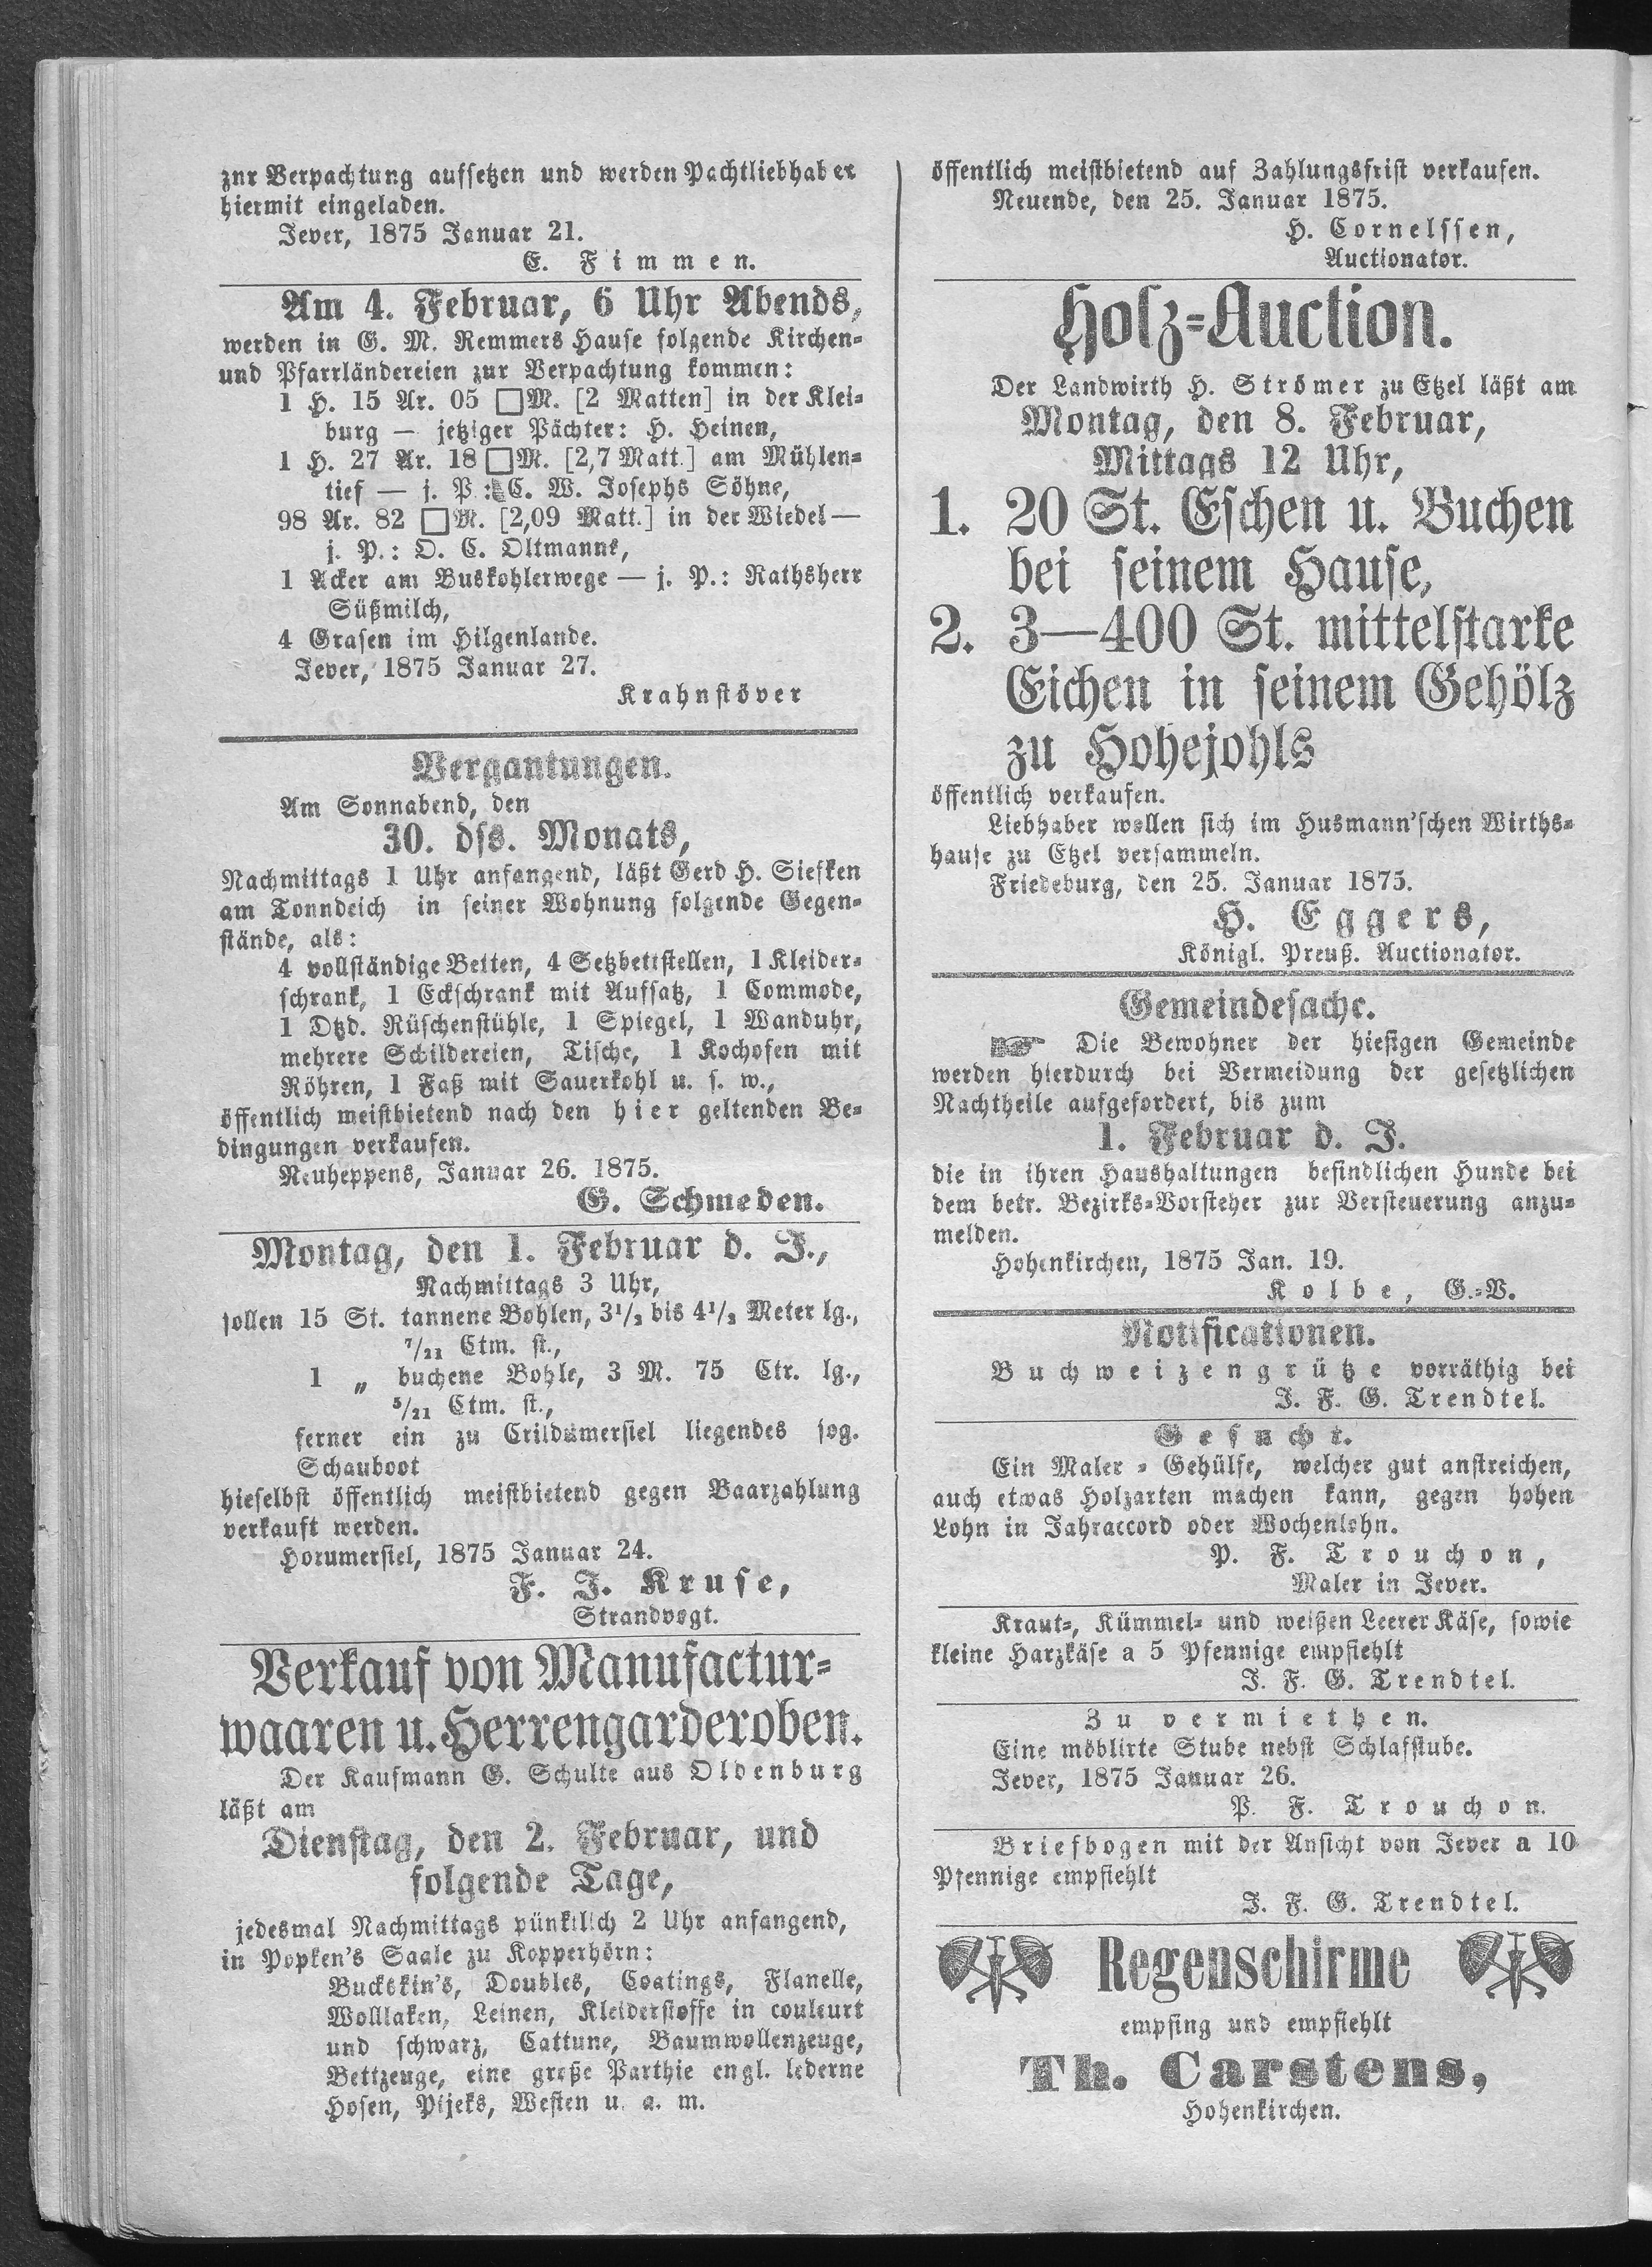 znr Verpachtung aufsetzen und werden Pachtliebhaber
hiermit eingeladen.
Jever, 1875 Januar 21.
E. Fimmen.
Am 4. Februar, 6 Uhr Abends,
werden in G. M. Remmers Hause folgende Kirchen-
und Pfarrländereien zur Verpachtung kommen:
1 H. 15 Ar. 05 □M. [2 Matten] in der Klei-
burg — jetziger Pächter: H. Heinen,
1 H. 27 Ar. 18 □M. [2,7 Matt.] am Mühlen-
tief — j. P.: C. W. Josephs Söhne,
98 Ar. 82 □M. [2,09 Matt.] in der Wiedel —
j. P.: O. C. Oltmanns,
1 Acker am Buskohlerwege — j. P.: Rathsherr
Süßmilch,
4 Grasen im Hilgenlande.
Jever, 1875 Januar 27.
Krahnstöver
Vergantungen.
Am Sonnabend, den
30. dss. Monats,
Nachmittags 1 Uhr anfangend, läßt Gerd H. Siefken
am Tonndeich in seiner Wohnung folgende Gegen-
stände, als:
4 vollständige Betten, 4 Setzbettstellen, 1 Kleider-
schrank, 1 Eckschrank mit Aufsatz, 1 Commode,
1 Dtzd. Rüschenstühle, 1 Spiegel, 1 Wanduhr,
mehrere Schildereien, Tische, 1 Kochofen mit
Röhren, 1 Faß mit Sauerkohl u. s. w.,
öffentlich meistbietend nach den hier geltenden Be-
dingungen verkaufen.
Neuheppens, Januar 26. 1875.
G. Schmeden.
Montag, den 1. Februar d. J.,
Nachmittags 3 Uhr,
sollen 15 St. tannene Bohlen, 3½ bis 4½ Meter lg.,
7/21 Ctm. st.,
1 „ buchene Bohle, 3 M. 75 Ctr. lg.,
5/21 Ctm. st.,
ferner ein zu Crildumersiel liegendes sog.
Schauboot
hieselbst öffentlich meistbietend gegen Baarzahlung
verkauft werden.
Horumersiel, 1875 Januar 24.
F. J. Kruse,
Strandvogt.
Verkauf von Manufactur-
waaren u. Herrengarderoben.
Der Kaufmann G. Schulte aus Oldenburg
läßt am
Dienstag, den 2. Februar, und
folgende Tage,
jedesmal Nachmittags pünktlich 2 Uhr anfangend,
in Popken's Saale zu Kopperhörn:
Buckskin's, Doubles, Coatings, Flanelle,
Wolllaken, Leinen, Kleiderstoffe in couleurt
und schwarz, Cattune, Baumwollenzeuge,
Bettzeuge, eine große Parthie engl. lederne
Hosen, Pijeks, Westen u. a. m.
öffentlich meistbietend auf Zahlungsfrist verkaufen.
Neuende, den 25. Januar 1875.
H. Cornelssen,
Auctionator.
Holz-Auction.
Der Landwirth H. Strömer zu Etzel läßt am
Montag, den 8. Februar,
Mittags 12 Uhr,
1. 20 St. Eschen u. Buchen
bei seinem Hause,
2. 3—400 St. mittelstarke
Eichen in seinem Gehölz
zu Hohejohls
öffentlich verkaufen.
Liebhaber wollen sich im Husmann'schen Wirths-
hause zu Etzel versammeln.
Friedeburg, den 25. Januar 1875.
H. Eggers,
Königl. Preuß. Auctionator.
Gemeindesache.
☞ Die Bewohner der hiesigen Gemeinde
werden hierdurch bei Vermeidung der gesetzlichen
Nachtheile aufgefordert, bis zum
1. Februar d. J.
die in ihren Haushaltungen befindlichen Hunde bei
dem betr. Bezirks-Vorsteher zur Versteuerung anzu-
melden.
Hohenkirchen, 1875 Jan. 19.
Kolbe, G.-V.
Notificationen.
Buchweizengrütze vorräthig bei
J. F. G. Trendtel.
Gesucht.
Ein Maler-Gehülfe, welcher gut anstreichen,
auch etwas Holzarten machen kann, gegen hohen
Lohn in Jahraccord oder Wochenlohn.
P. F. Trouchon,
Maler in Jever.
Kraut-, Kümmel- und weißen Leerer Käse, sowie
kleine Harzkäse a 5 Pfennige empfiehlt
J. F. G. Trendtel.
Zu vermiethen.
Eine möblirte Stube nebst Schlafstube.
Jever, 1875 Januar 26.
P. F. Trouchon.
Briefbogen mit der Ansicht von Jever a 10
Pfennige empfiehlt
J. F. G. Trendtel.
Regenschirme
empfing und empfiehlt
Th. Carstens,
Hohenkirchen.